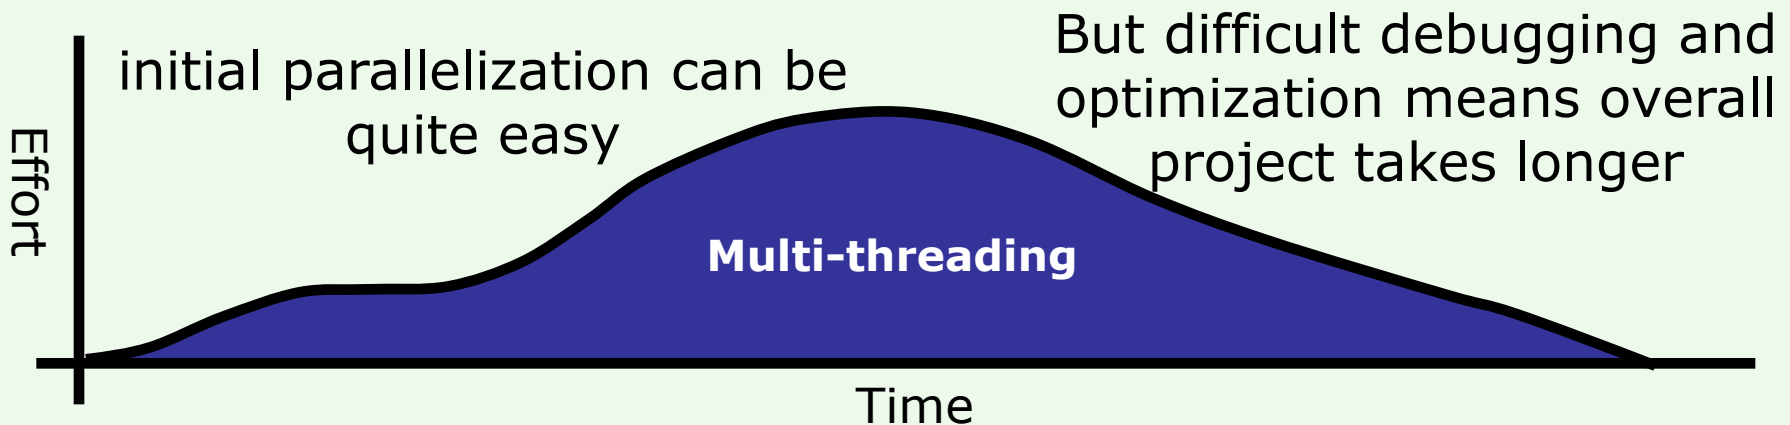 initial parallelization can be
quite easy
But difficult debugging and
optimization means overall
project takes longer
Effort
Multi-threading
Time